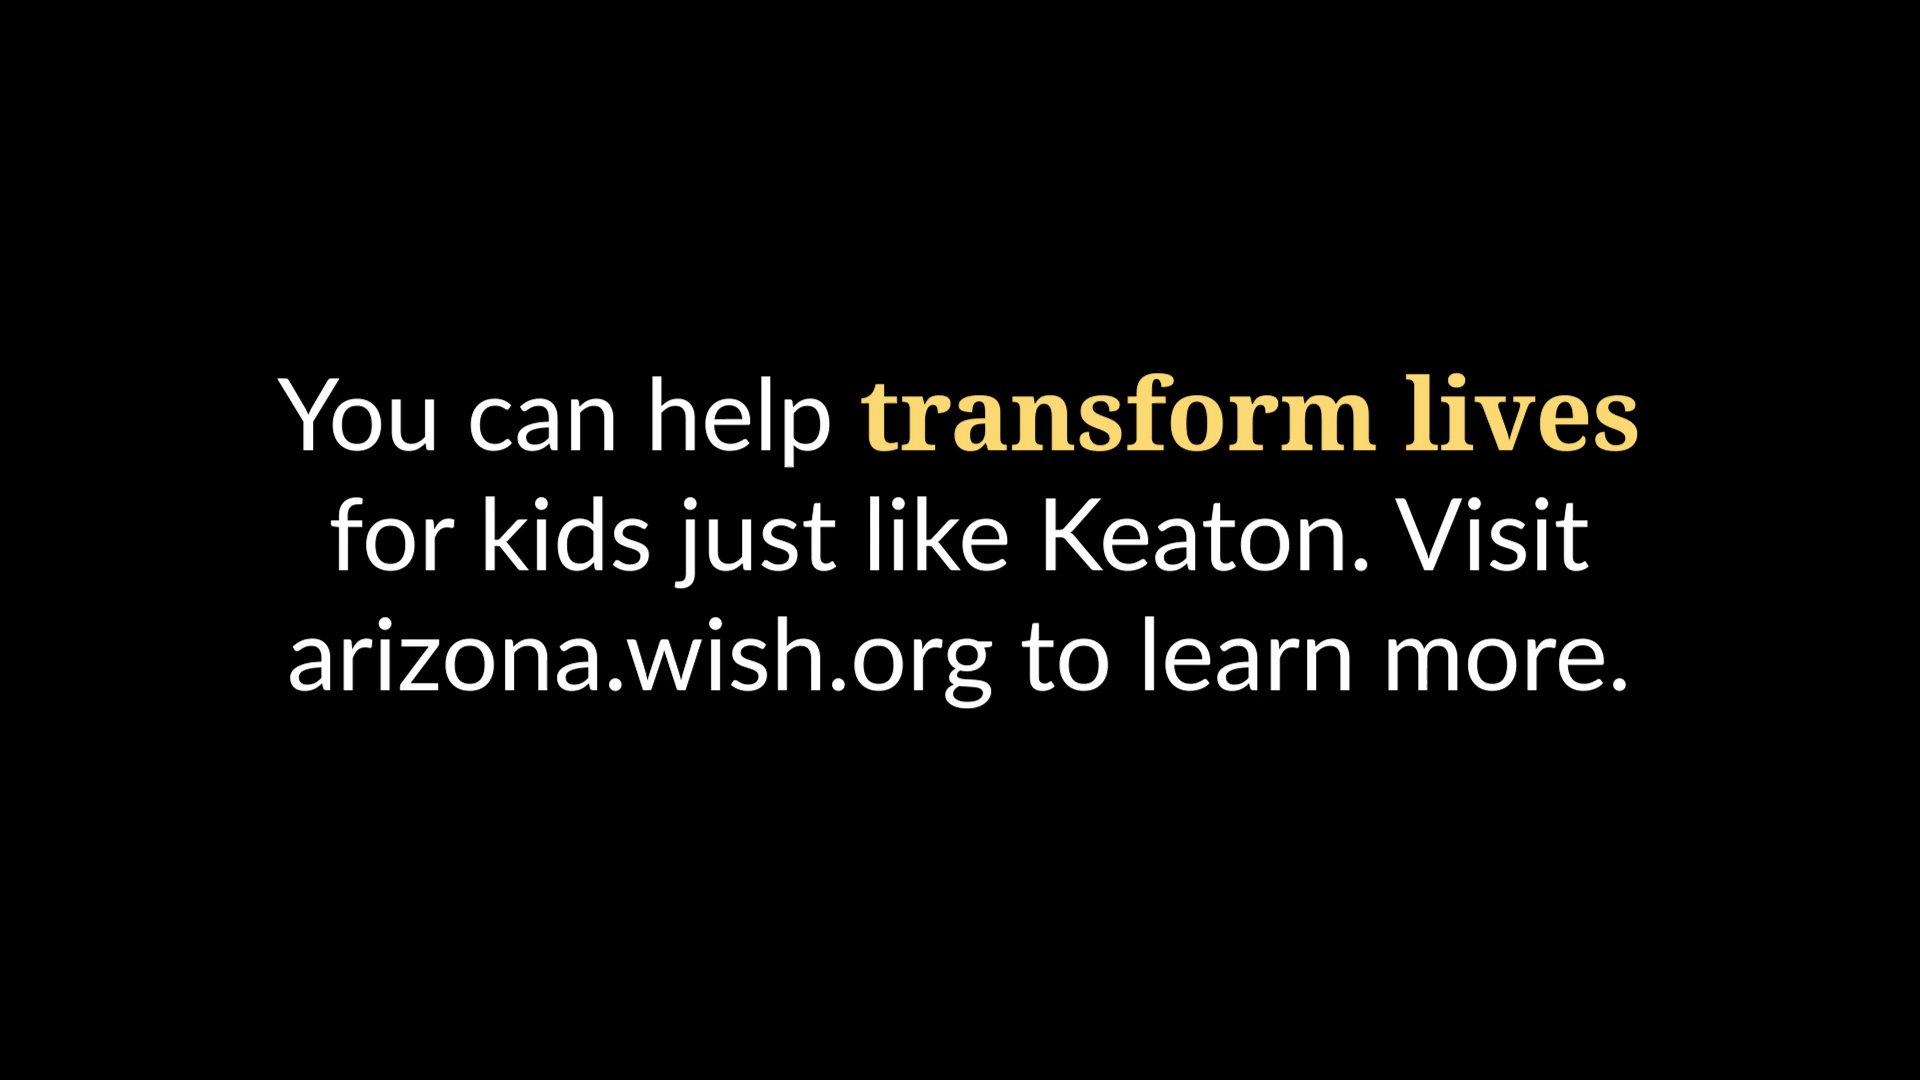 You can help transform lives
for kids just like Keaton. Visit
arizona.wish.org to learn more.